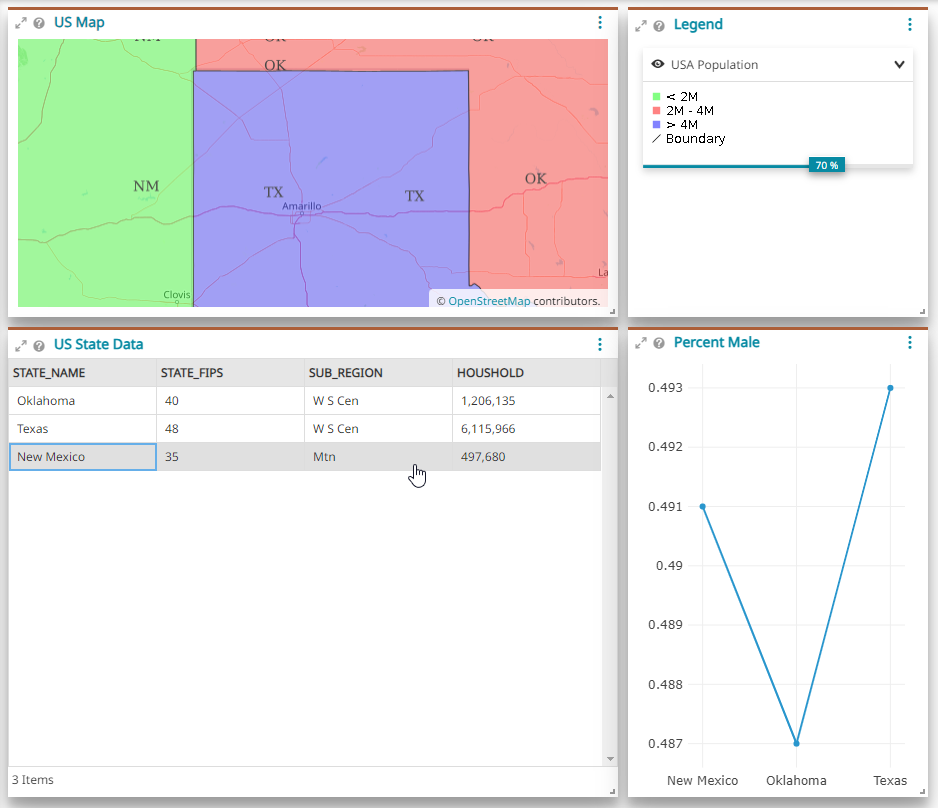 US Map
NM
OK
OK
OK
NM
TX
TX
OK
Amarillo
Clovis
La
© OpenStreetMap contributors.
Legend
USA Population
< 2M
2M - 4M
> 4M
Boundary
70 %
US State Data
STATE_NAME STATE_FIPS SUB_REGION HOUSHOLD
Oklahoma 40 W S Cen 1,206,135
Texas 48 W S Cen 6,115,966
New Mexico 35 Mtn 497,680
3 Items
Percent Male
0.493
0.492
0.491
0.49
0.489
0.488
0.487
New Mexico Oklahoma Texas